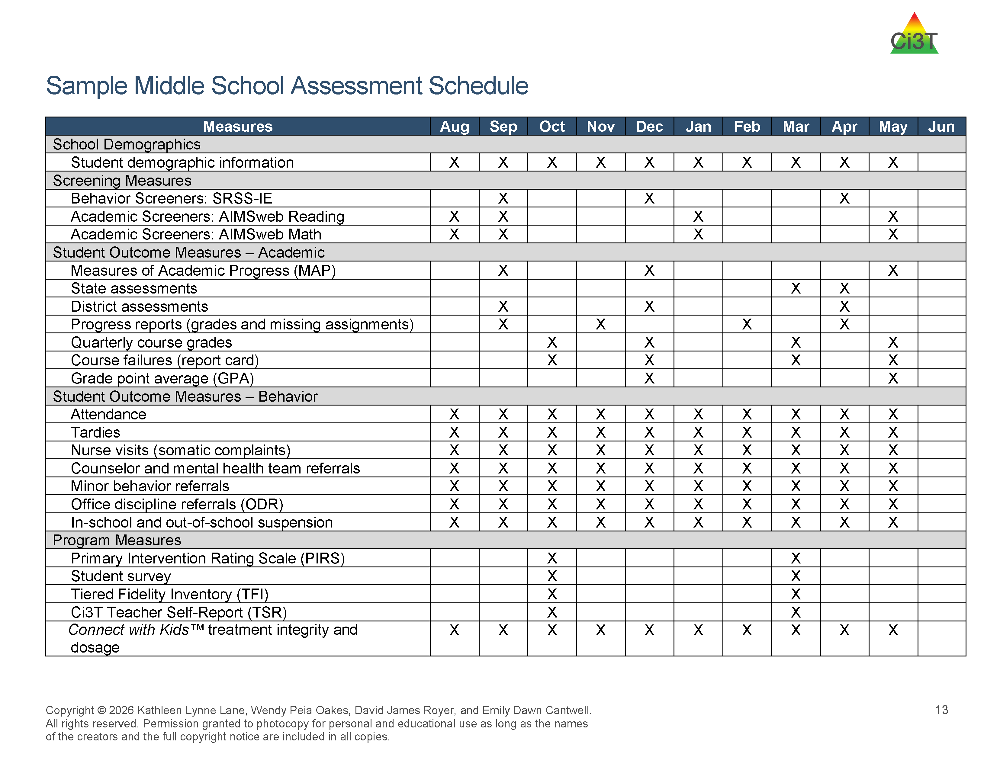 Ci3T
Sample Middle School Assessment Schedule
Measures Aug Sep Oct Nov Dec Jan Feb Mar Apr May Jun
School Demographics
Student demographic information X X X X X X X X X X
Screening Measures
Behavior Screeners: SRSS-IE X X X
Academic Screeners: AIMSweb Reading X X X X
Academic Screeners: AIMSweb Math X X X X
Student Outcome Measures – Academic
Measures of Academic Progress (MAP) X X X
State assessments X X
District assessments X X X
Progress reports (grades and missing assignments) X X X X
Quarterly course grades X X X X
Course failures (report card) X X X X
Grade point average (GPA) X X
Student Outcome Measures – Behavior
Attendance X X X X X X X X X X
Tardies X X X X X X X X X X
Nurse visits (somatic complaints) X X X X X X X X X X
Counselor and mental health team referrals X X X X X X X X X X
Minor behavior referrals X X X X X X X X X X
Office discipline referrals (ODR) X X X X X X X X X X
In-school and out-of-school suspension X X X X X X X X X X
Program Measures
Primary Intervention Rating Scale (PIRS) X X
Student survey X X
Tiered Fidelity Inventory (TFI) X X
Ci3T Teacher Self-Report (TSR) X X
Connect with Kids™ treatment integrity and X X X X X X X X X X
dosage
Copyright © 2026 Kathleen Lynne Lane, Wendy Peia Oakes, David James Royer, and Emily Dawn Cantwell. 13
All rights reserved. Permission granted to photocopy for personal and educational use as long as the names
of the creators and the full copyright notice are included in all copies.